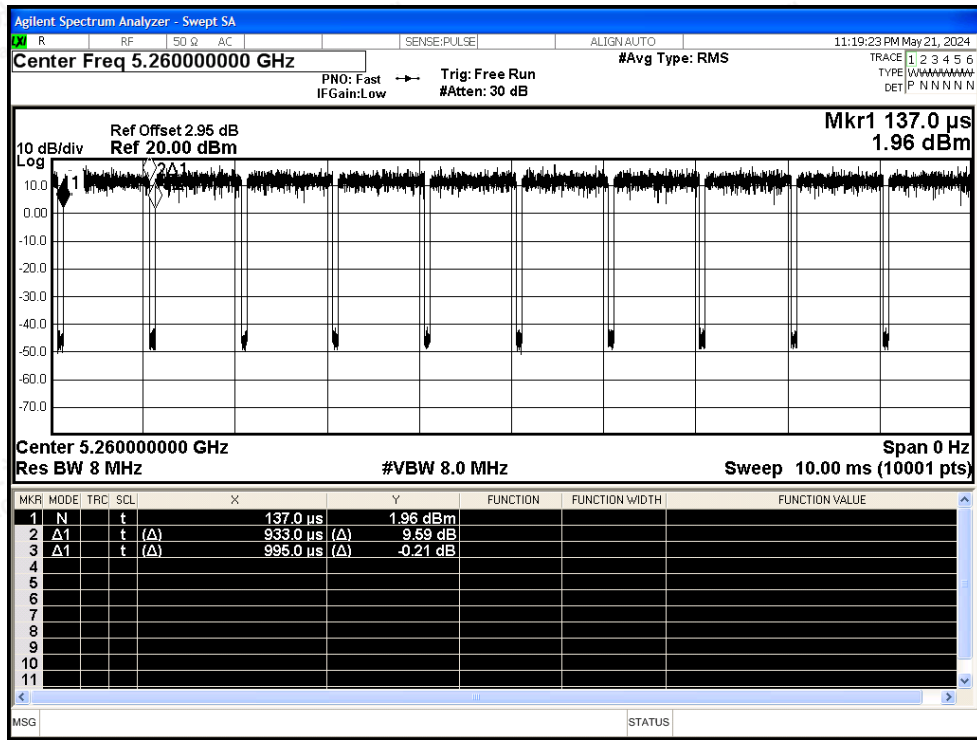 Agilent Spectrum Analyzer - Swept SA
LXI R RF 50 Ω AC SENSE:PULSE ALIGN AUTO 11:19:23 PM May 21, 2024
Center Freq 5.260000000 GHz
PNO: Fast
IFGain:Low
Trig: Free Run
#Atten: 30 dB
#Avg Type: RMS
TRACE 1 2 3 4 5 6
TYPE W
DET P N N N N N
Mkr1 137.0 µs
1.96 dBm
Ref Offset 2.95 dB
10 dB/div Ref 20.00 dBm
Log
1
2Δ1
10.0
0.00
-10.0
-20.0
-30.0
-40.0
-50.0
-60.0
-70.0
Center 5.260000000 GHz Span 0 Hz
Res BW 8 MHz #VBW 8.0 MHz Sweep 10.00 ms (10001 pts)
MKR MODE TRC SCL X Y FUNCTION FUNCTION WIDTH FUNCTION VALUE
1 N t 137.0 µs 1.96 dBm
2 Δ1 t (Δ) 933.0 µs (Δ) 9.59 dB
3 Δ1 t (Δ) 995.0 µs (Δ) -0.21 dB
4
5
6
7
8
9
10
11
MSG STATUS